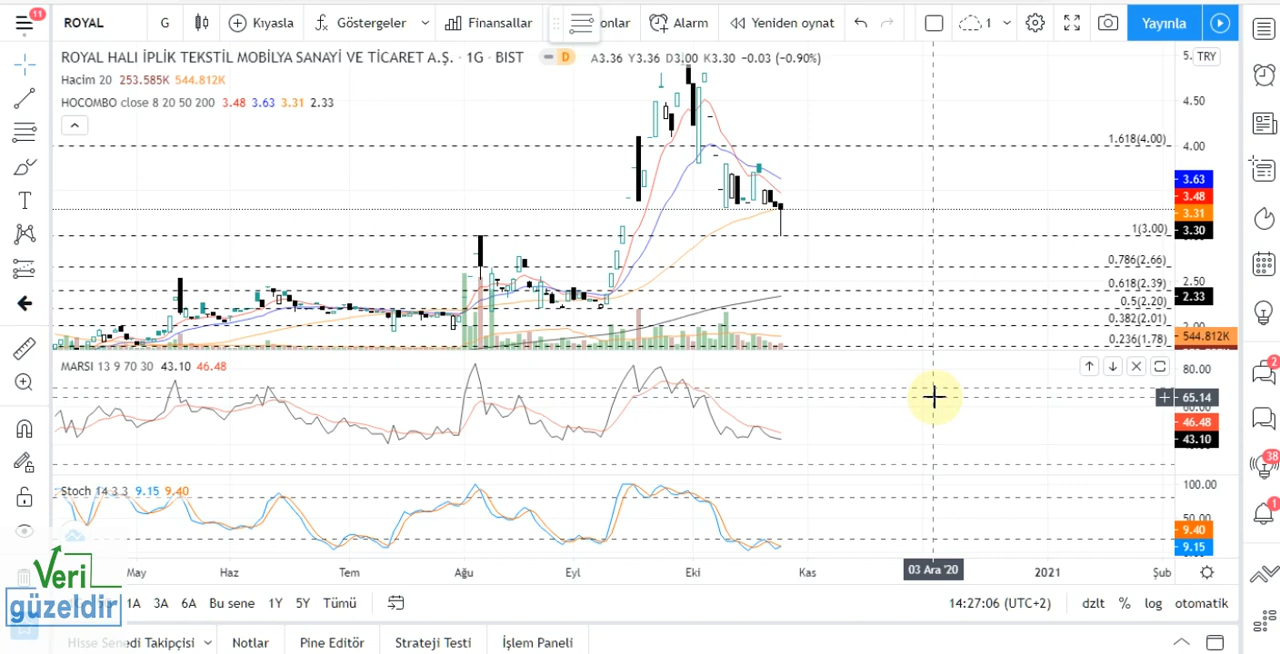 11
ROYAL
G
Kıyasla
Göstergeler
Finansallar
onlar
Alarm
Yeniden oynat
1
Yayınla
ROYAL HALI İPLİK TEKSTİL MOBİLYA SANAYİ VE TİCARET A.Ş. · 1G · BIST
D
A3.36 Y3.36 D3.00 K3.30 −0.03 (−0.90%)
TRY
Hacim 20 253.585K 544.812K
HOCOMBO close 8 20 50 200 3.48 3.63 3.31 2.33
4.50
1.618(4.00)
4.00
3.63
3.48
3.31
1(3.00)
3.30
0.786(2.66)
0.618(2.39)
2.50
2.33
0.5(2.20)
0.382(2.01)
0.236(1.78)
544.812K
MARSI 13 9 70 30 43.10 46.48
80.00
65.14
60.00
46.48
43.10
2
38
1
Stoch 14 3 3 9.15 9.40
100.00
50.00
9.40
9.15
May
Haz
Tem
Ağu
Eyl
Eki
Kas
03 Ara '20
2021
Şub
Veri
güzeldir
1A
3A
6A
Bu sene
1Y
5Y
Tümü
14:27:06 (UTC+2)
dzlt
%
log
otomatik
Hisse Senedi Takipçisi
Notlar
Pine Editör
Strateji Testi
İşlem Paneli